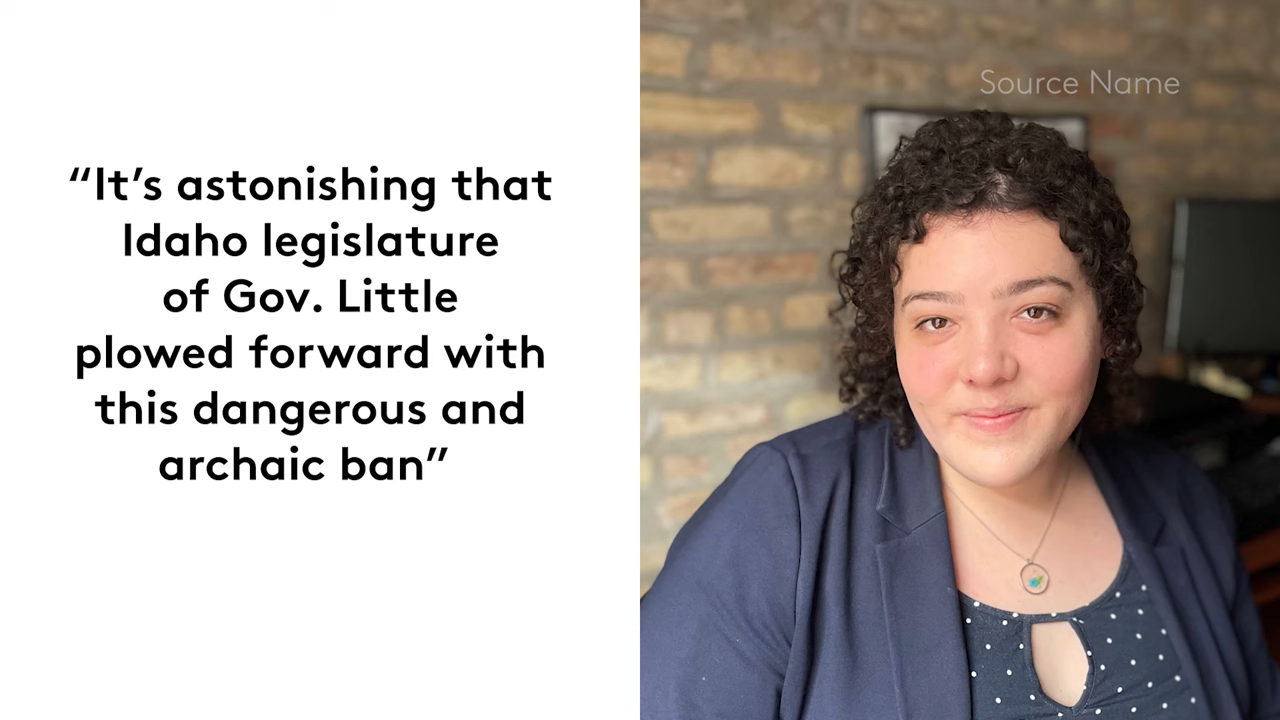 “It’s astonishing that
Idaho legislature
of Gov. Little
plowed forward with
this dangerous and
archaic ban”
Source Name